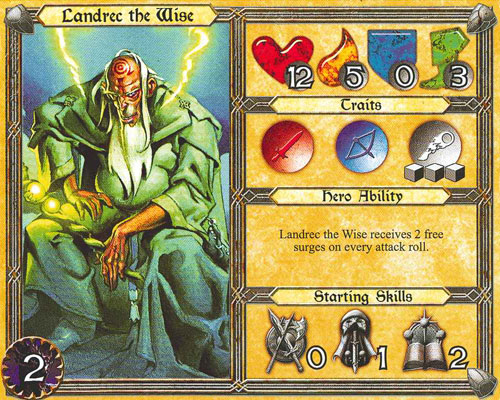 Landrec the Wise
12 5 0 3
Traits
Hero Ability
Landrec the Wise receives 2 free
surges on every attack roll.
Starting Skills
0 1 2
2